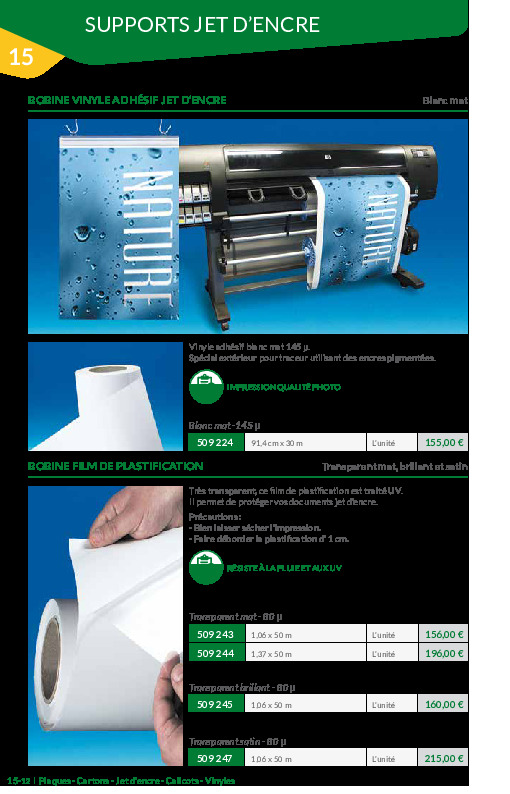 SUPPORTS JET D'ENCRE
15
BOBINE VINYLE ADHÉSIF JET D'ENCRE
Blanc mat
NATURE
NATURE
Vinyle adhésif blanc mat 145 µ.
Spécial extérieur pour traceur utilisant des encres pigmentées.
IMPRESSION QUALITÉ PHOTO
Blanc mat - 145 µ
509 224 91,4 cm x 30 m L'unité 155,00 €
BOBINE FILM DE PLASTIFICATION
Transparent mat, brillant et satin
Très transparent, ce film de plastification est traité UV.
Il permet de protéger vos documents jet d'encre.
Précautions :
- Bien laisser sécher l'impression.
- Faire déborder la plastification d' 1 cm.
RÉSISTE À LA PLUIE ET AUX UV
Transparent mat - 80 µ
509 243 1,06 x 50 m L'unité 156,00 €
509 244 1,37 x 50 m L'unité 196,00 €
Transparent brillant - 80 µ
509 245 1,06 x 50 m L'unité 160,00 €
Transparent satin - 80 µ
509 247 1,06 x 50 m L'unité 215,00 €
15-12 | Plaques - Cartons - Jet d'encre - Calicots - Vinyles